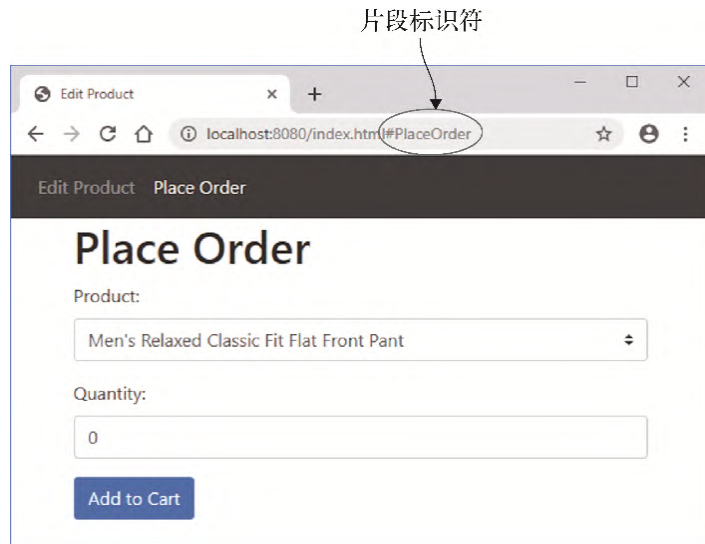 片段标识符
Edit Product
localhost:8080/index.html#PlaceOrder
Edit Product Place Order
Place Order
Product:
Men's Relaxed Classic Fit Flat Front Pant
Quantity:
0
Add to Cart